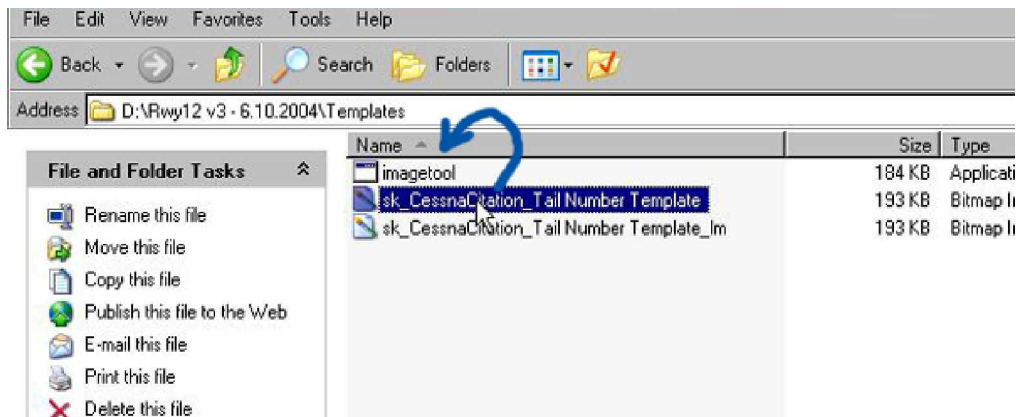 File Edit View Favorites Tools Help
Back Search Folders
Address D:\Rwy12 v3 - 6.10.2004\Templates
Name Size Type
File and Folder Tasks
imagetool 184 KB Applicati
sk_CessnaCitation_Tail Number Template 193 KB Bitmap I
Rename this file
sk_CessnaCitation_Tail Number Template_lm 193 KB Bitmap I
Move this file
Copy this file
Publish this file to the Web
E-mail this file
Print this file
Delete this file